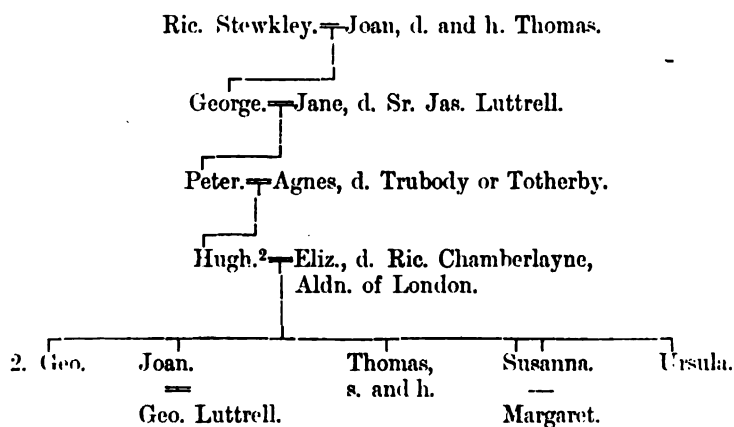 Ric. Stewkley.=Joan, d. and h. Thomas.
George.=Jane, d. Sr. Jas. Luttrell.
Peter.=Agnes, d. Trubody or Totherby.
Hugh.²=Eliz., d. Ric. Chamberlayne,
Aldn. of London.
2. Geo. Joan. Thomas, Susanna. Ursula.
s. and h.
Geo. Luttrell. Margaret.